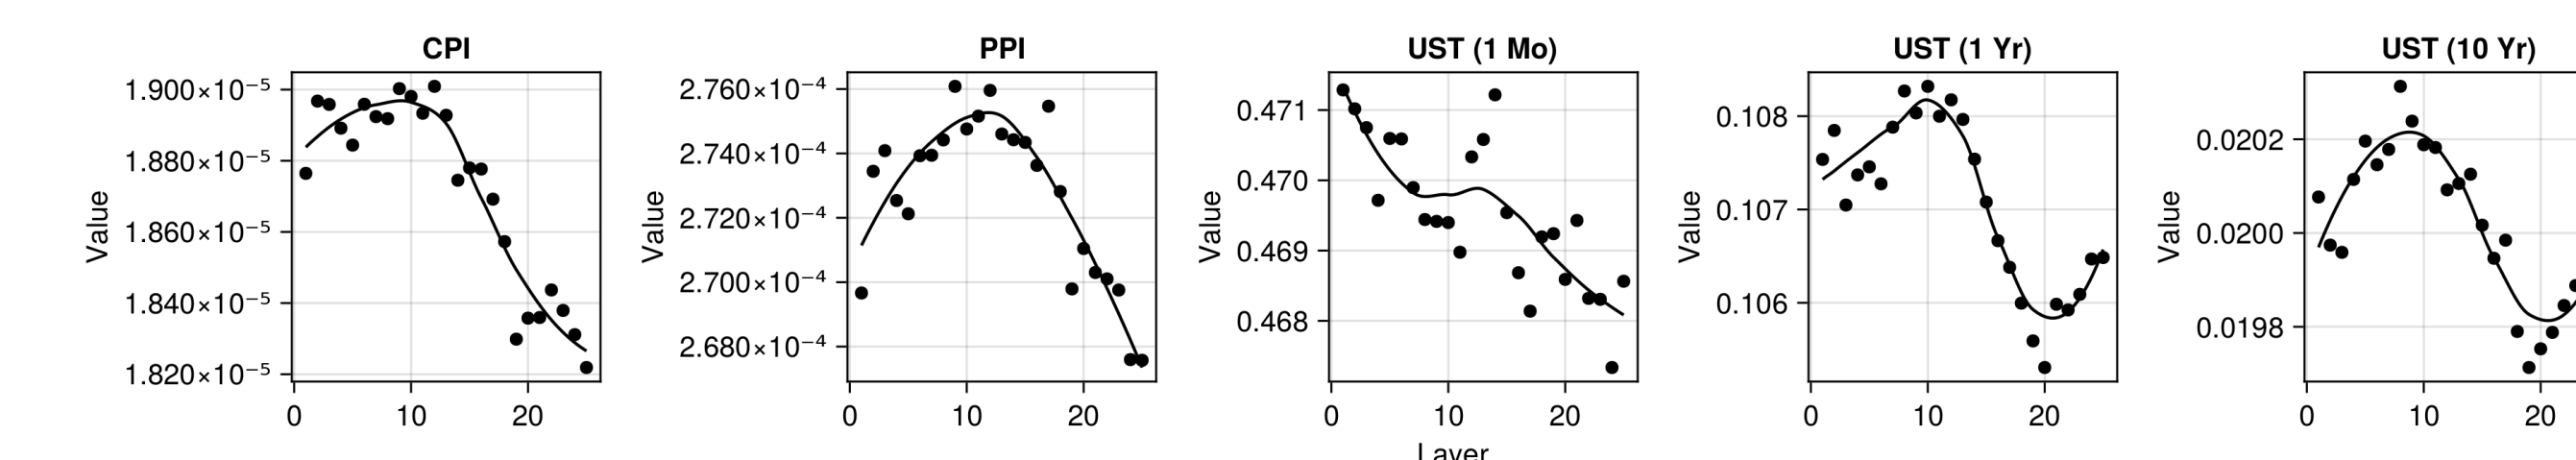 CPI
PPI
UST (1 Mo)
UST (1 Yr)
UST (10 Yr)
Value
1.900×10⁻⁵
1.880×10⁻⁵
1.860×10⁻⁵
1.840×10⁻⁵
1.820×10⁻⁵
0 10 20
Value
2.760×10⁻⁴
2.740×10⁻⁴
2.720×10⁻⁴
2.700×10⁻⁴
2.680×10⁻⁴
0 10 20
Value
0.471
0.470
0.469
0.468
0 10 20
Value
0.108
0.107
0.106
0 10 20
Value
0.0202
0.0200
0.0198
0 10 20
Layer